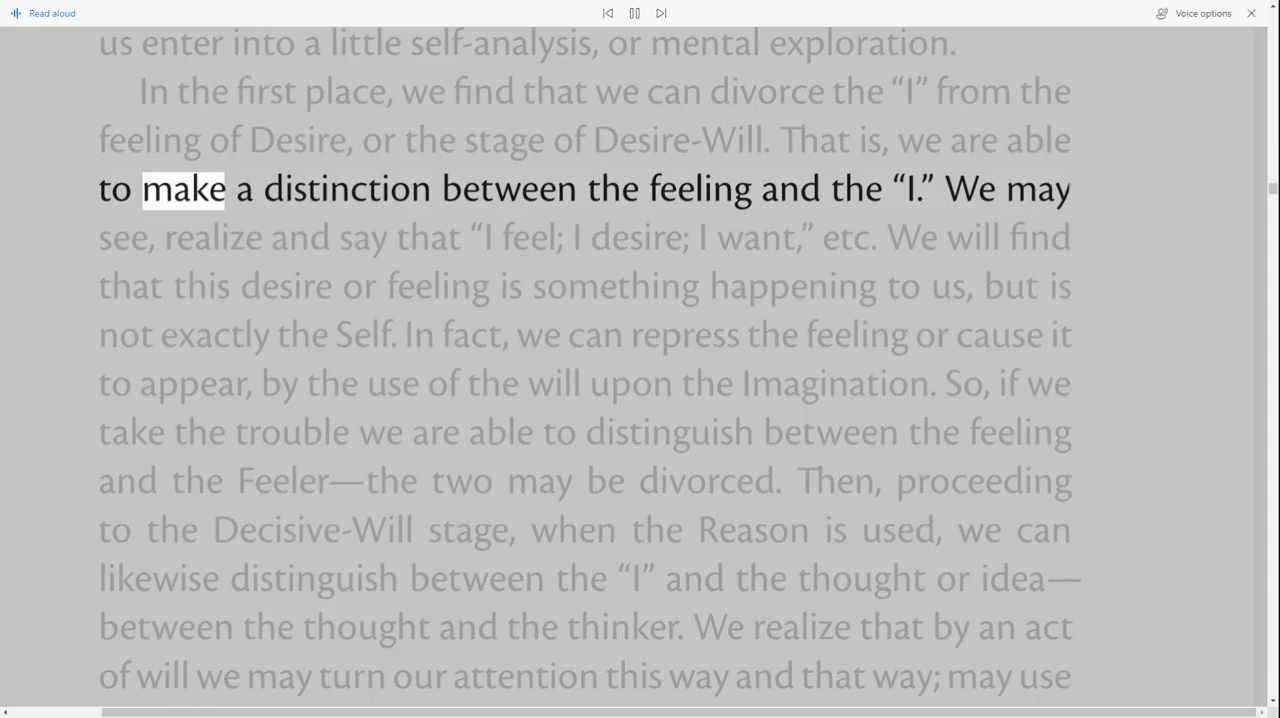 Read aloud
Voice options
us enter into a little self-analysis, or mental exploration.
In the first place, we find that we can divorce the “I” from the
feeling of Desire, or the stage of Desire-Will. That is, we are able
to make a distinction between the feeling and the “I.” We may
see, realize and say that “I feel; I desire; I want,” etc. We will find
that this desire or feeling is something happening to us, but is
not exactly the Self. In fact, we can repress the feeling or cause it
to appear, by the use of the will upon the Imagination. So, if we
take the trouble we are able to distinguish between the feeling
and the Feeler—the two may be divorced. Then, proceeding
to the Decisive-Will stage, when the Reason is used, we can
likewise distinguish between the “I” and the thought or idea—
between the thought and the thinker. We realize that by an act
of will we may turn our attention this way and that way; may use